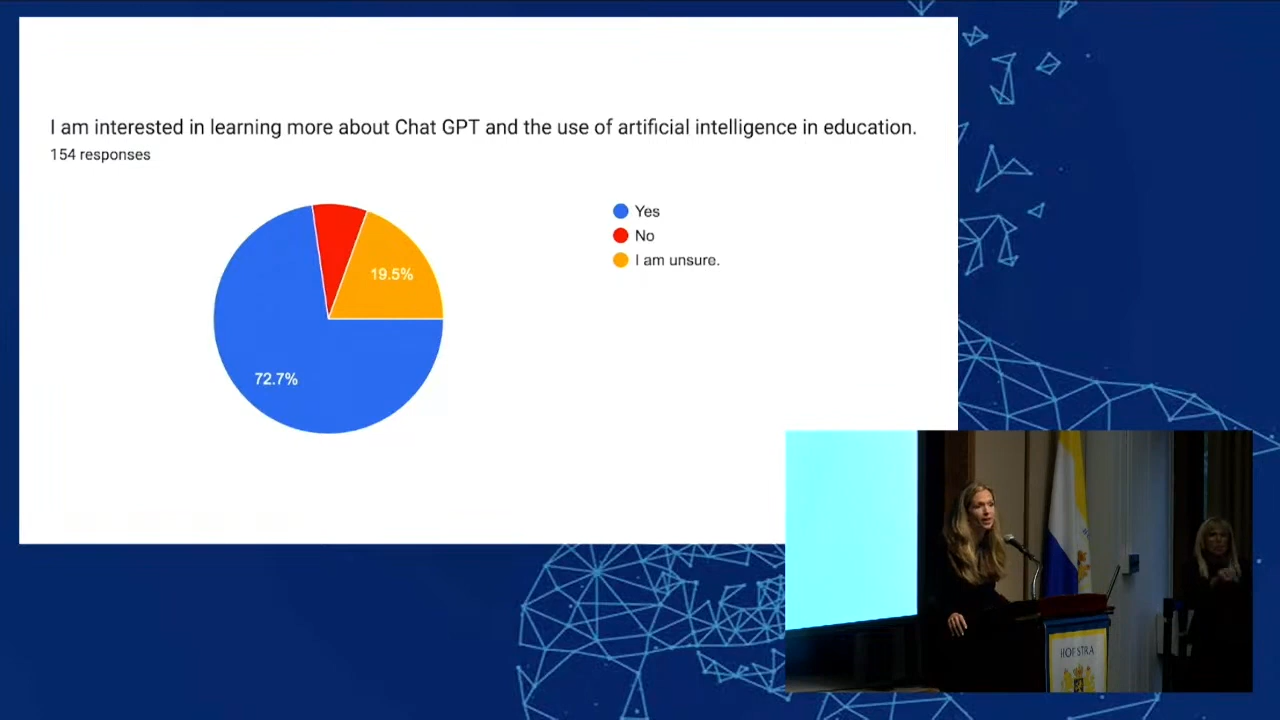 I am interested in learning more about Chat GPT and the use of artificial intelligence in education.
154 responses
Yes
No
I am unsure.
19.5%
72.7%
HOFSTRA